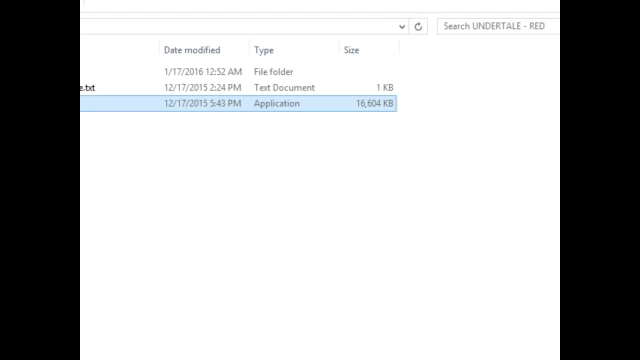 Search UNDERTALE - RED
Date modified Type Size
1/17/2016 12:52 AM File folder
e.txt 12/17/2015 2:24 PM Text Document 1 KB
12/17/2015 5:43 PM Application 16,604 KB